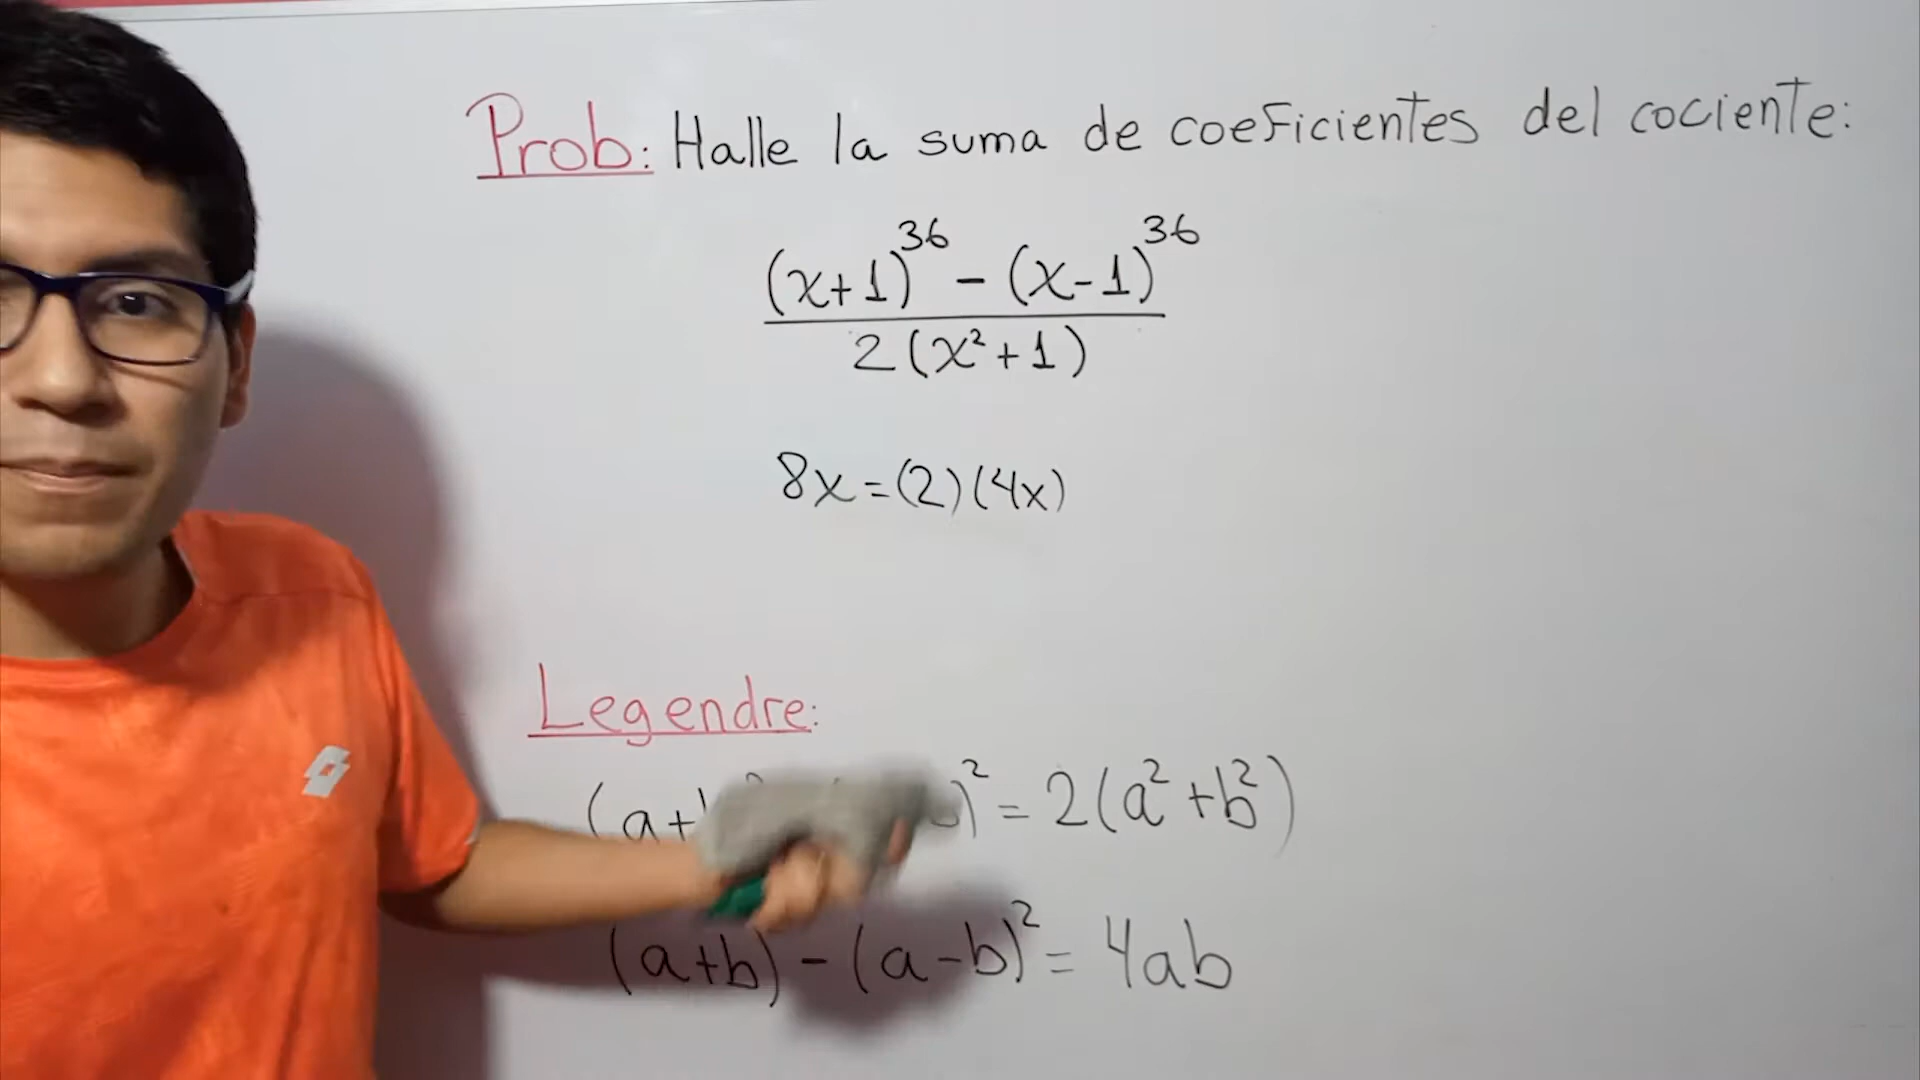 Prob: Halle la suma de coeficientes del cociente:
(x+1)^36 - (x-1)^36
2(x²+1)
8x=(2)(4x)
Legendre:
(a+ )² = 2(a²+b²)
(a+b) - (a-b)² = 4ab